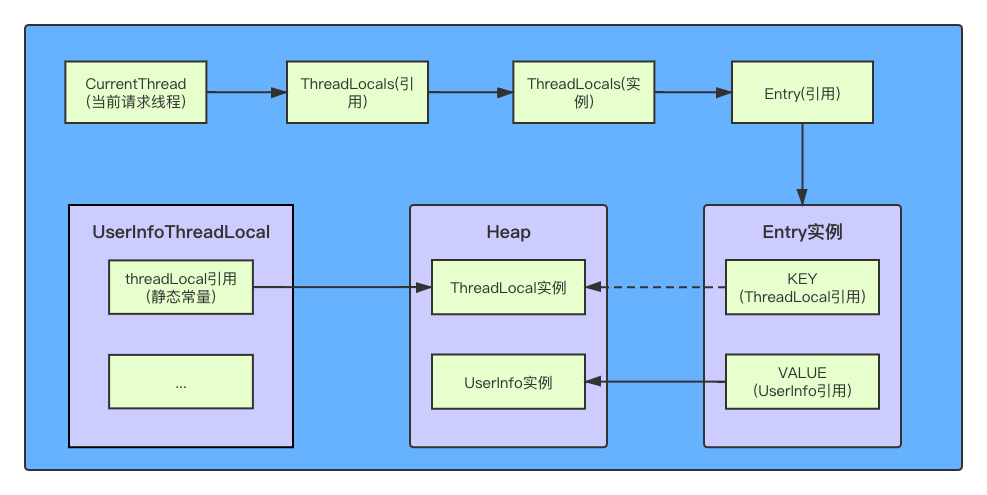 CurrentThread
(当前请求线程)
ThreadLocals(引
用)
ThreadLocals(实
例)
Entry(引用)
UserInfoThreadLocal
threadLocal引用
(静态常量)
...
Heap
ThreadLocal实例
UserInfo实例
Entry实例
KEY
(ThreadLocal引用)
VALUE
(UserInfo引用)